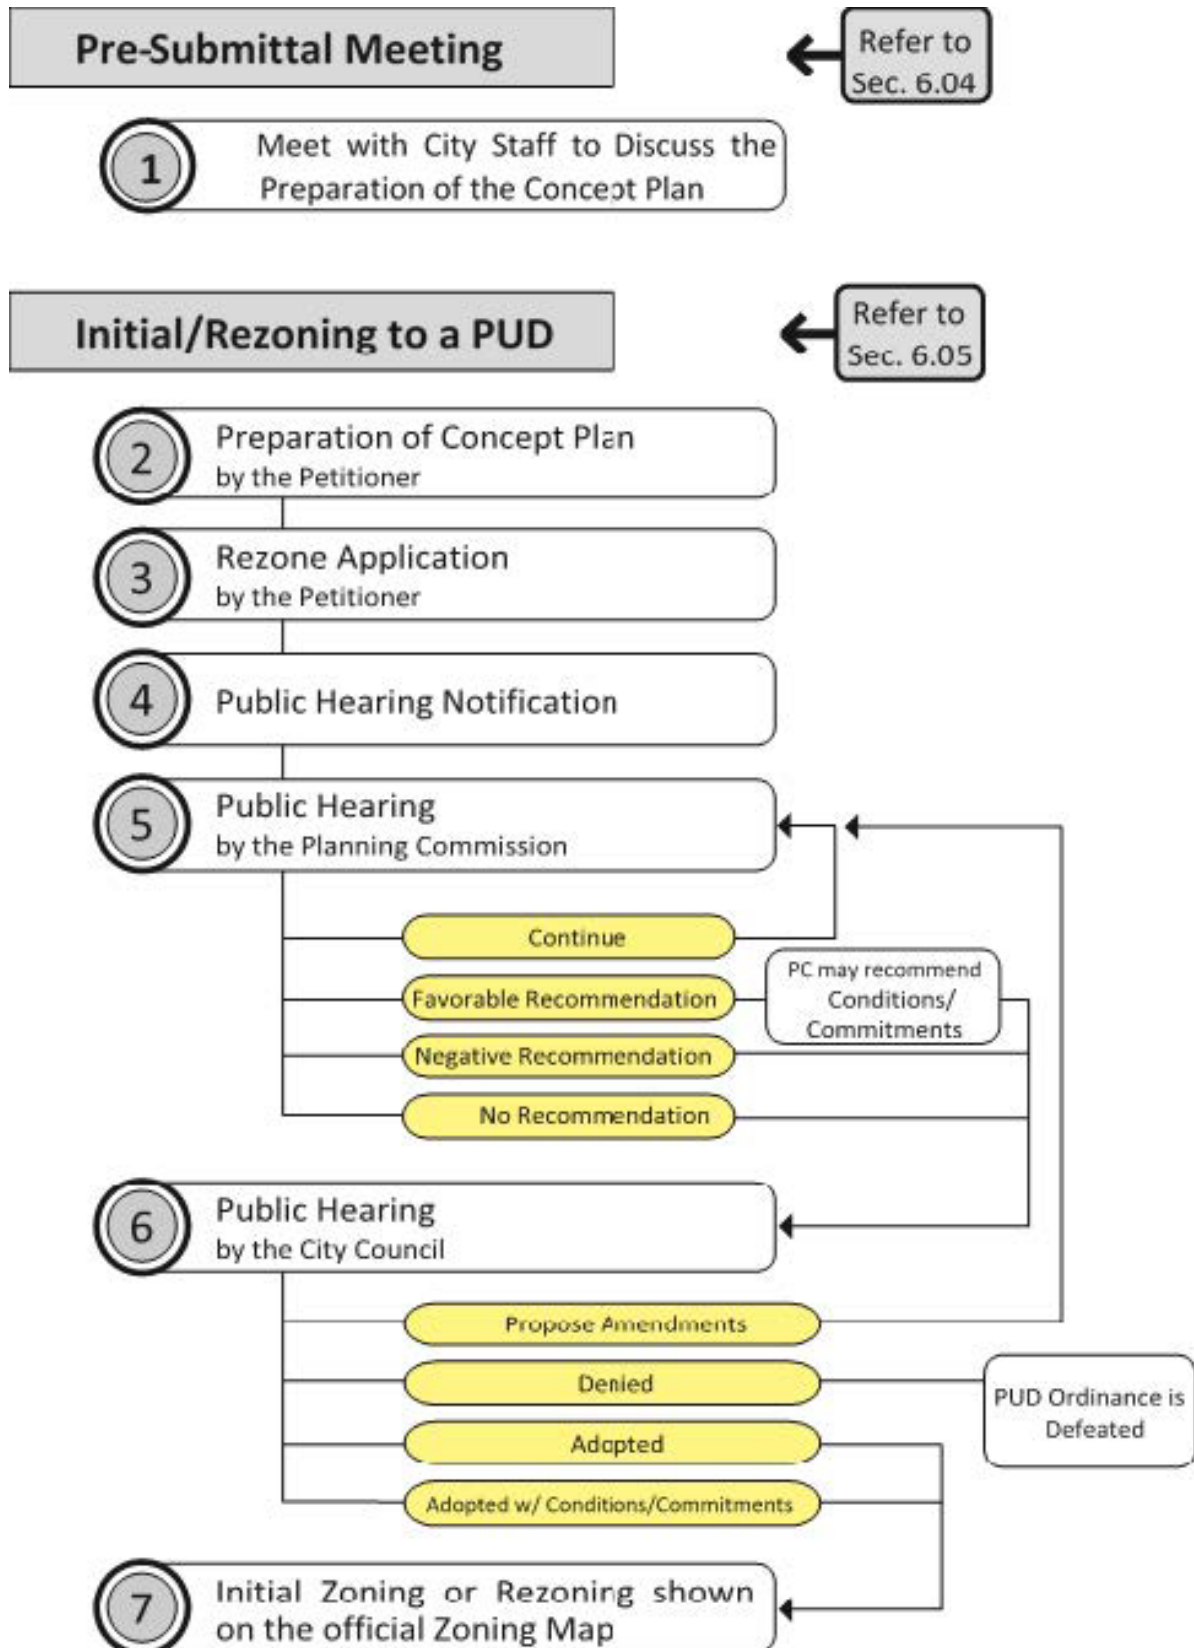 Pre-Submittal Meeting
Refer to
Sec. 6.04
1
Meet with City Staff to Discuss the
Preparation of the Concept Plan
Initial/Rezoning to a PUD
Refer to
Sec. 6.05
2
Preparation of Concept Plan
by the Petitioner
3
Rezone Application
by the Petitioner
4
Public Hearing Notification
5
Public Hearing
by the Planning Commission
Continue
Favorable Recommendation
PC may recommend
Conditions/
Commitments
Negative Recommendation
No Recommendation
6
Public Hearing
by the City Council
Propose Amendments
Denied
PUD Ordinance is
Defeated
Adopted
Adopted w/ Conditions/Commitments
7
Initial Zoning or Rezoning shown
on the official Zoning Map